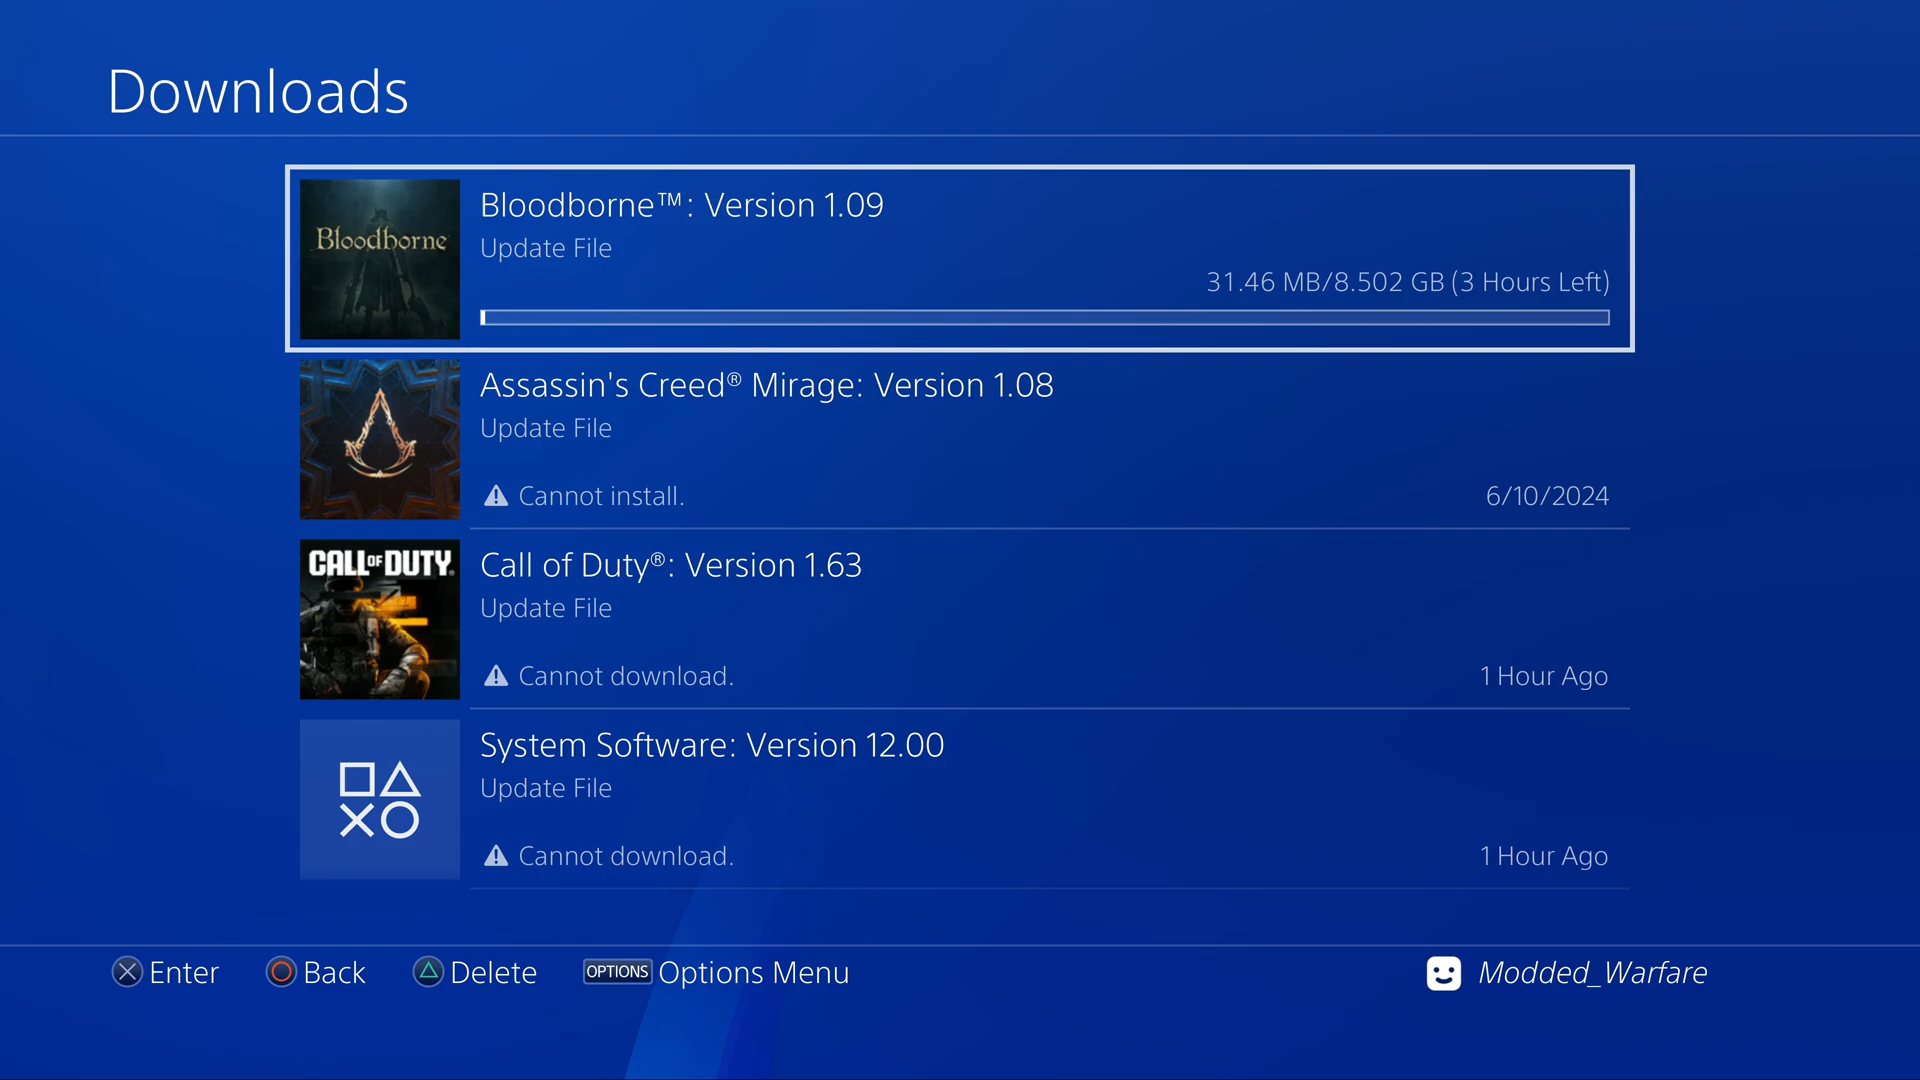 Downloads
Bloodborne
Bloodborne™: Version 1.09
Update File
31.46 MB/8.502 GB (3 Hours Left)
Assassin's Creed® Mirage: Version 1.08
Update File
Cannot install.
6/10/2024
CALL OF DUTY®
Call of Duty®: Version 1.63
Update File
Cannot download.
1 Hour Ago
System Software: Version 12.00
Update File
Cannot download.
1 Hour Ago
Enter Back Delete OPTIONS Options Menu Modded_Warfare